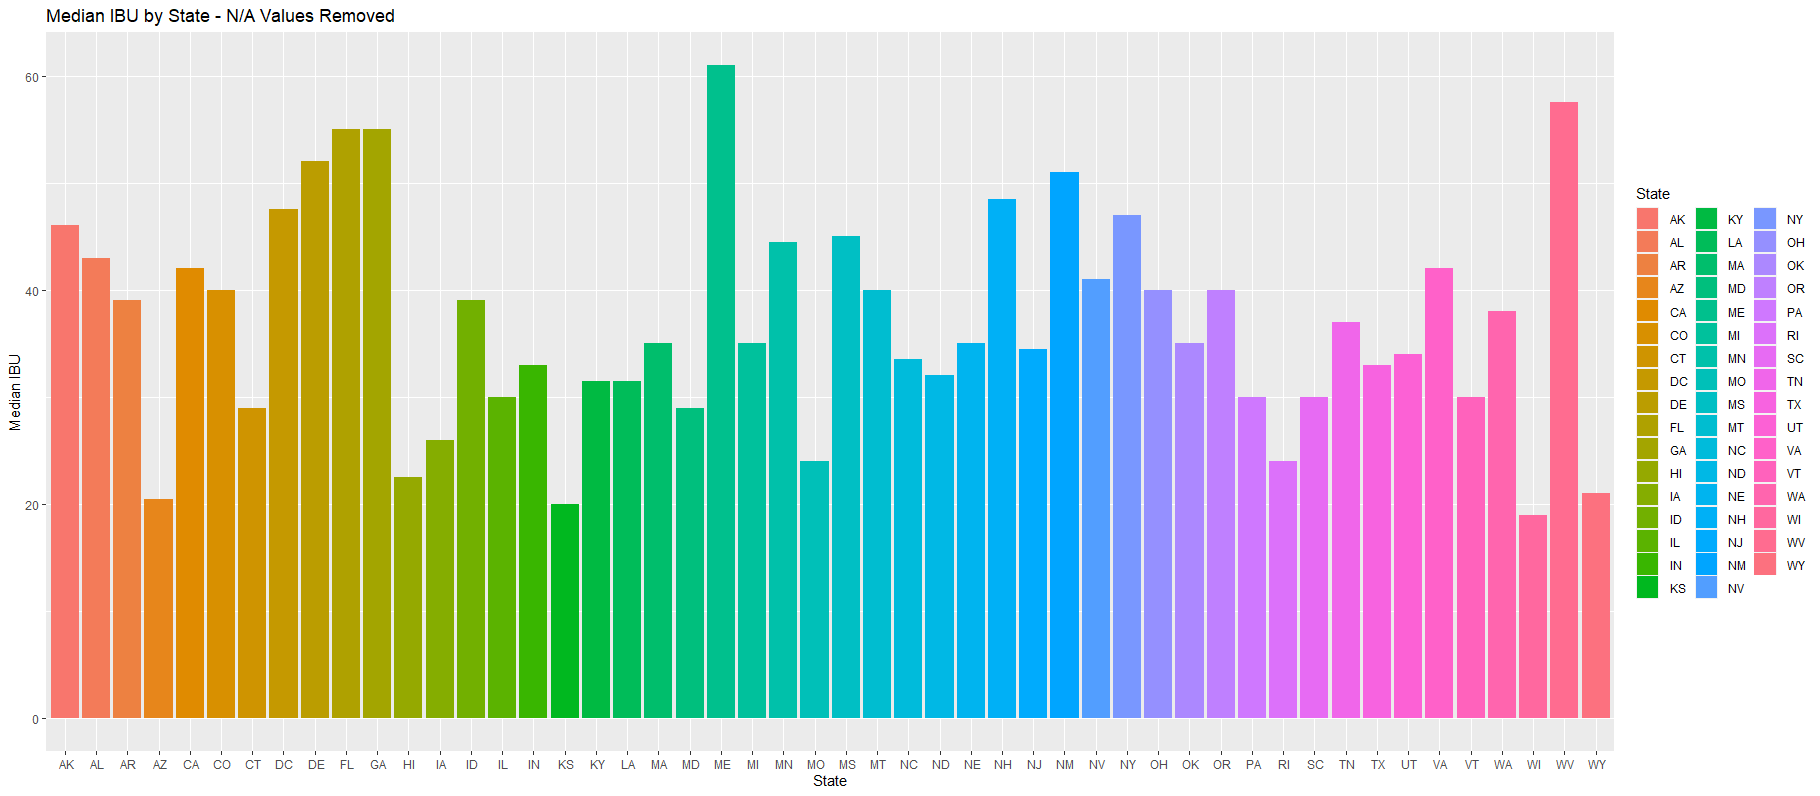 Median IBU by State - N/A Values Removed
60
40
20
0
Median IBU
AK AL AR AZ CA CO CT DC DE FL GA HI IA ID IL IN KS KY LA MA MD ME MI MN MO MS MT NC ND NE NH NJ NM NV NY OH OK OR PA RI SC TN TX UT VA VT WA WI WV WY
State
State
AK KY NY
AL LA OH
AR MA OK
AZ MD OR
CA ME PA
CO MI RI
CT MN SC
DC MO TN
DE MS TX
FL MT UT
GA NC VA
HI ND VT
IA NE WA
ID NH WI
IL NJ WV
IN NM WY
KS NV